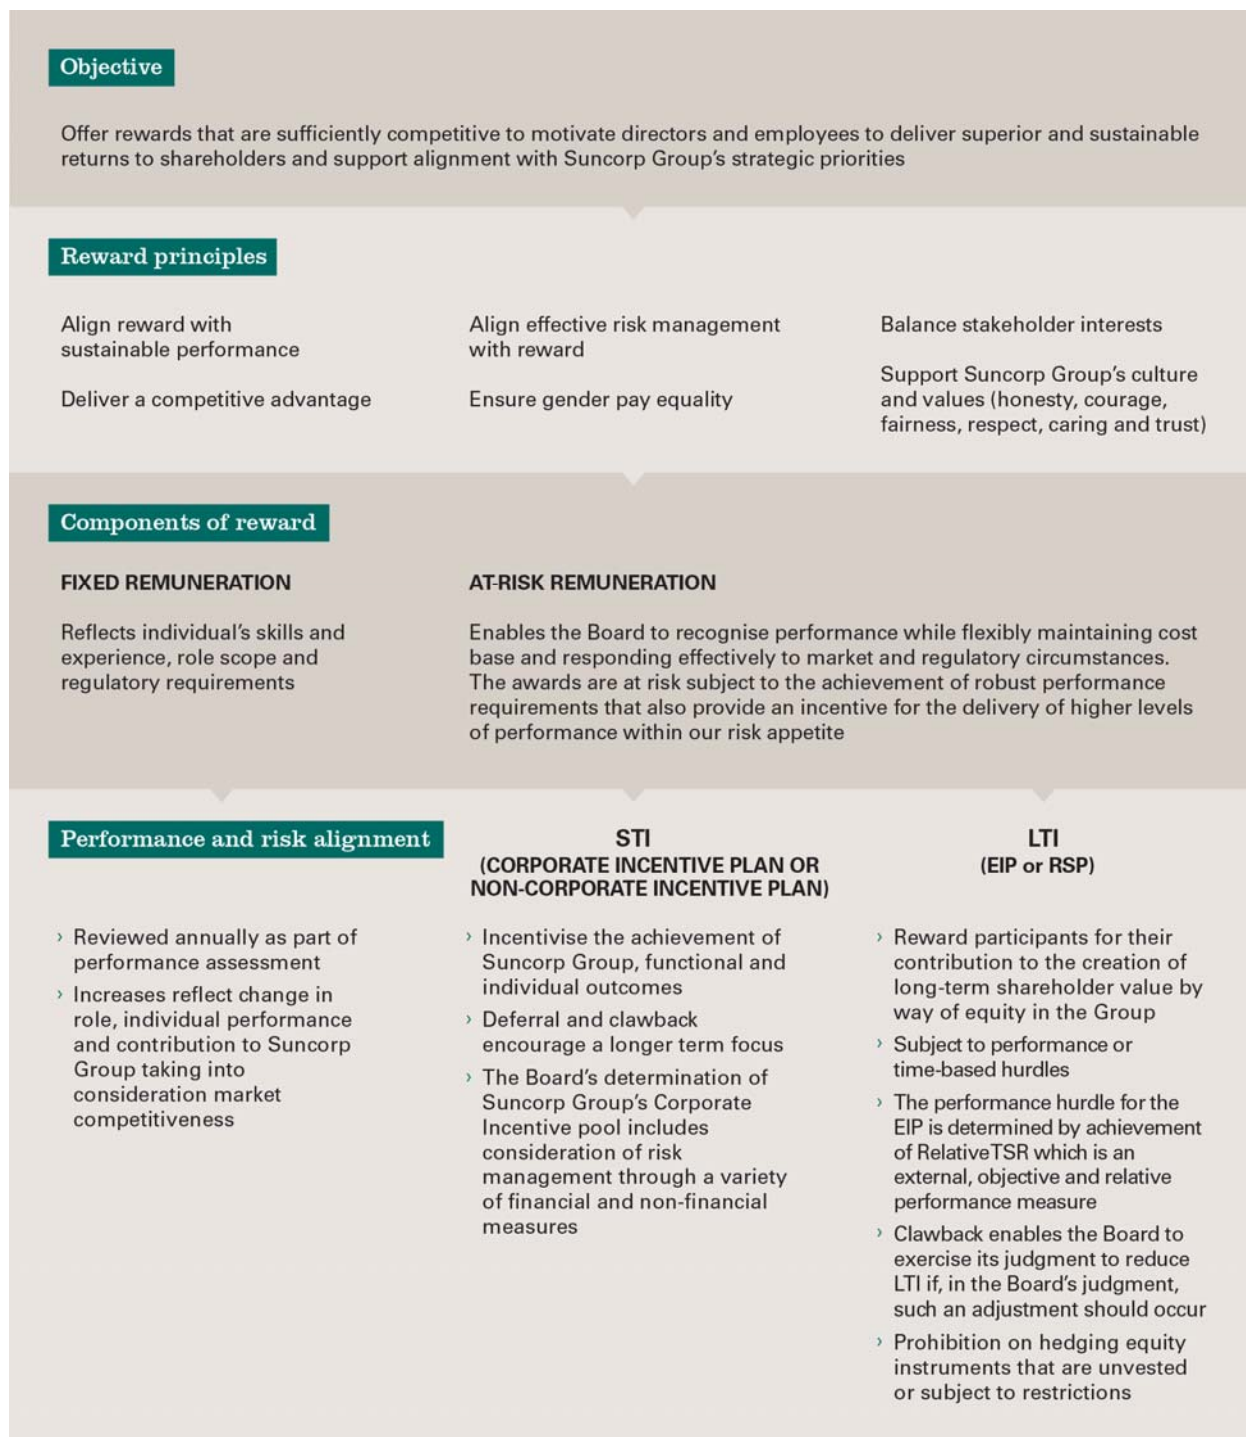 Objective
Offer rewards that are sufficiently competitive to motivate directors and employees to deliver superior and sustainable
returns to shareholders and support alignment with Suncorp Group’s strategic priorities
Reward principles
Align reward with
sustainable performance
Deliver a competitive advantage
Align effective risk management
with reward
Ensure gender pay equality
Balance stakeholder interests
Support Suncorp Group’s culture
and values (honesty, courage,
fairness, respect, caring and trust)
Components of reward
FIXED REMUNERATION
Reflects individual’s skills and
experience, role scope and
regulatory requirements
AT-RISK REMUNERATION
Enables the Board to recognise performance while flexibly maintaining cost
base and responding effectively to market and regulatory circumstances.
The awards are at risk subject to the achievement of robust performance
requirements that also provide an incentive for the delivery of higher levels
of performance within our risk appetite
Performance and risk alignment
› Reviewed annually as part of
performance assessment
› Increases reflect change in
role, individual performance
and contribution to Suncorp
Group taking into
consideration market
competitiveness
STI
(CORPORATE INCENTIVE PLAN OR
NON-CORPORATE INCENTIVE PLAN)
› Incentivise the achievement of
Suncorp Group, functional and
individual outcomes
› Deferral and clawback
encourage a longer term focus
› The Board’s determination of
Suncorp Group’s Corporate
Incentive pool includes
consideration of risk
management through a variety
of financial and non-financial
measures
LTI
(EIP or RSP)
› Reward participants for their
contribution to the creation of
long-term shareholder value by
way of equity in the Group
› Subject to performance or
time-based hurdles
› The performance hurdle for the
EIP is determined by achievement
of Relative TSR which is an
external, objective and relative
performance measure
› Clawback enables the Board to
exercise its judgment to reduce
LTI if, in the Board’s judgment,
such an adjustment should occur
› Prohibition on hedging equity
instruments that are unvested
or subject to restrictions